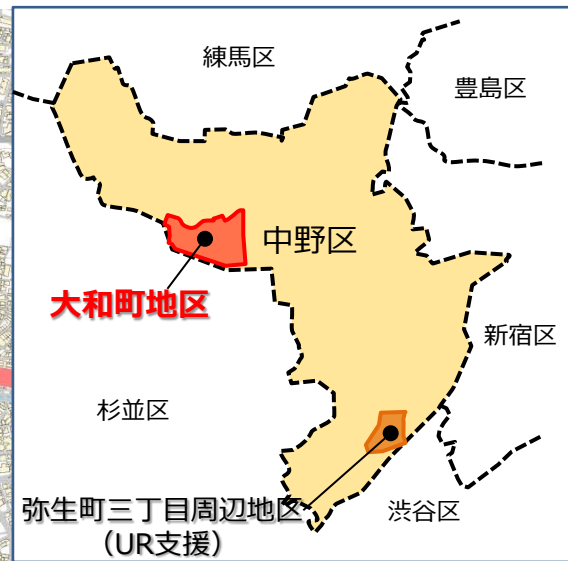 練馬区
豊島区
中野区
大和町地区
新宿区
杉並区
弥生町三丁目周辺地区
（UR支援）
渋谷区